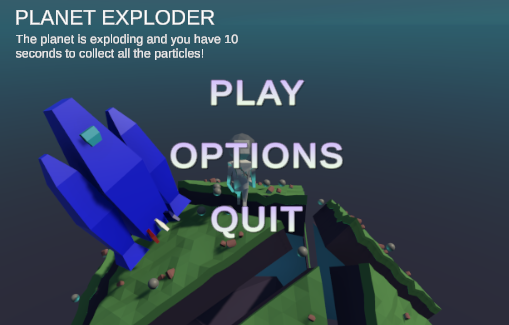 PLANET EXPLODER
The planet is exploding and you have 10
seconds to collect all the particles!
PLAY
OPTIONS
QUIT